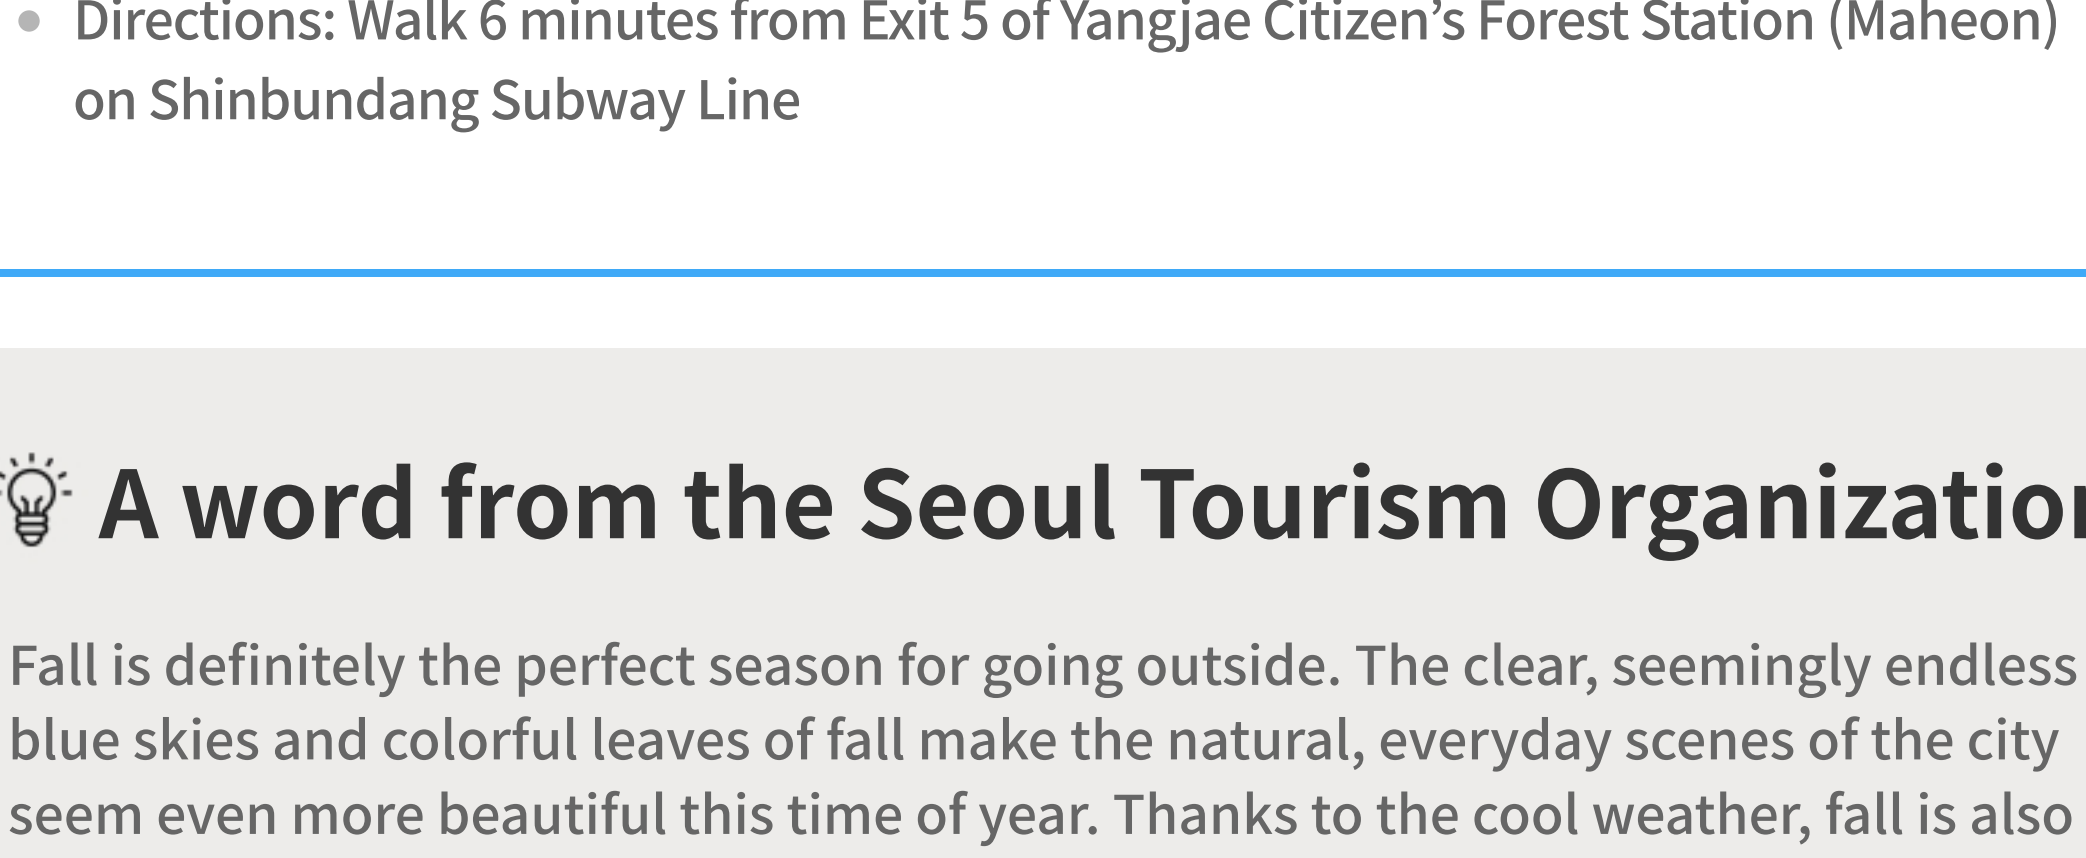 Directions: Walk 6 minutes from Exit 5 of Yangjae Citizen’s Forest Station (Maheon)
on Shinbundang Subway Line
A word from the Seoul Tourism Organization
Fall is definitely the perfect season for going outside. The clear, seemingly endless
blue skies and colorful leaves of fall make the natural, everyday scenes of the city
seem even more beautiful this time of year. Thanks to the cool weather, fall is also